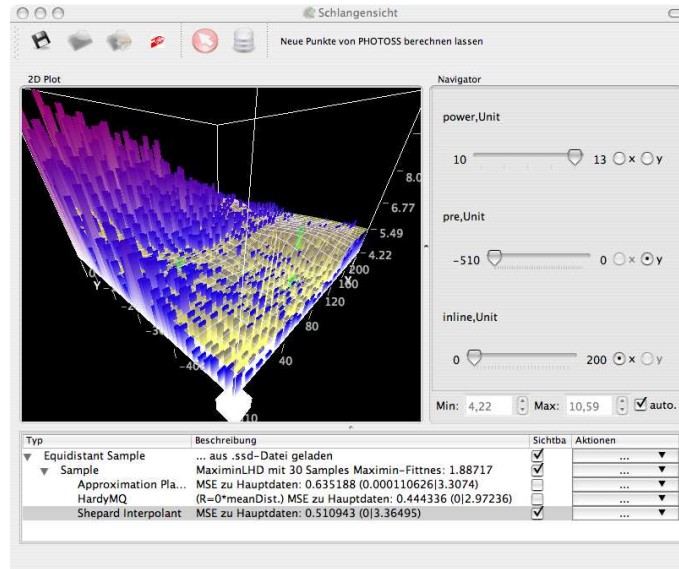 Schlangensicht
Neue Punkte von PHOTOSS berechnen lassen
2D Plot
Navigator
power,Unit
10 13 x y
pre,Unit
-510 0 x y
inline,Unit
0 200 x y
Min: 4,22 Max: 10,59 auto.
8.0
6.77
5.49
4.22
200
160
120
80
40
X
Y
0
-40
Typ Beschreibung Sichtba Aktionen
Equidistant Sample ... aus .ssd-Datei geladen ...
Sample MaximinLHD mit 30 Samples Maximin-Fittnes: 1.88717 ...
Approximation Pla... MSE zu Hauptdaten: 0.635188 (0.000110626|3.3074) ...
HardyMQ (R=0*meanDist.) MSE zu Hauptdaten: 0.444336 (0|2.97236) ...
Shepard Interpolant MSE zu Hauptdaten: 0.510943 (0|3.36495) ...